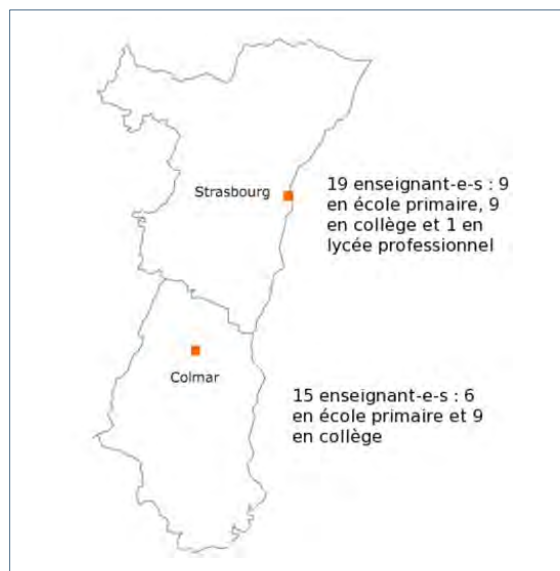 Strasbourg
19 enseignant-e-s : 9
en école primaire, 9
en collège et 1 en
lycée professionnel
Colmar
15 enseignant-e-s : 6
en école primaire et 9
en collège